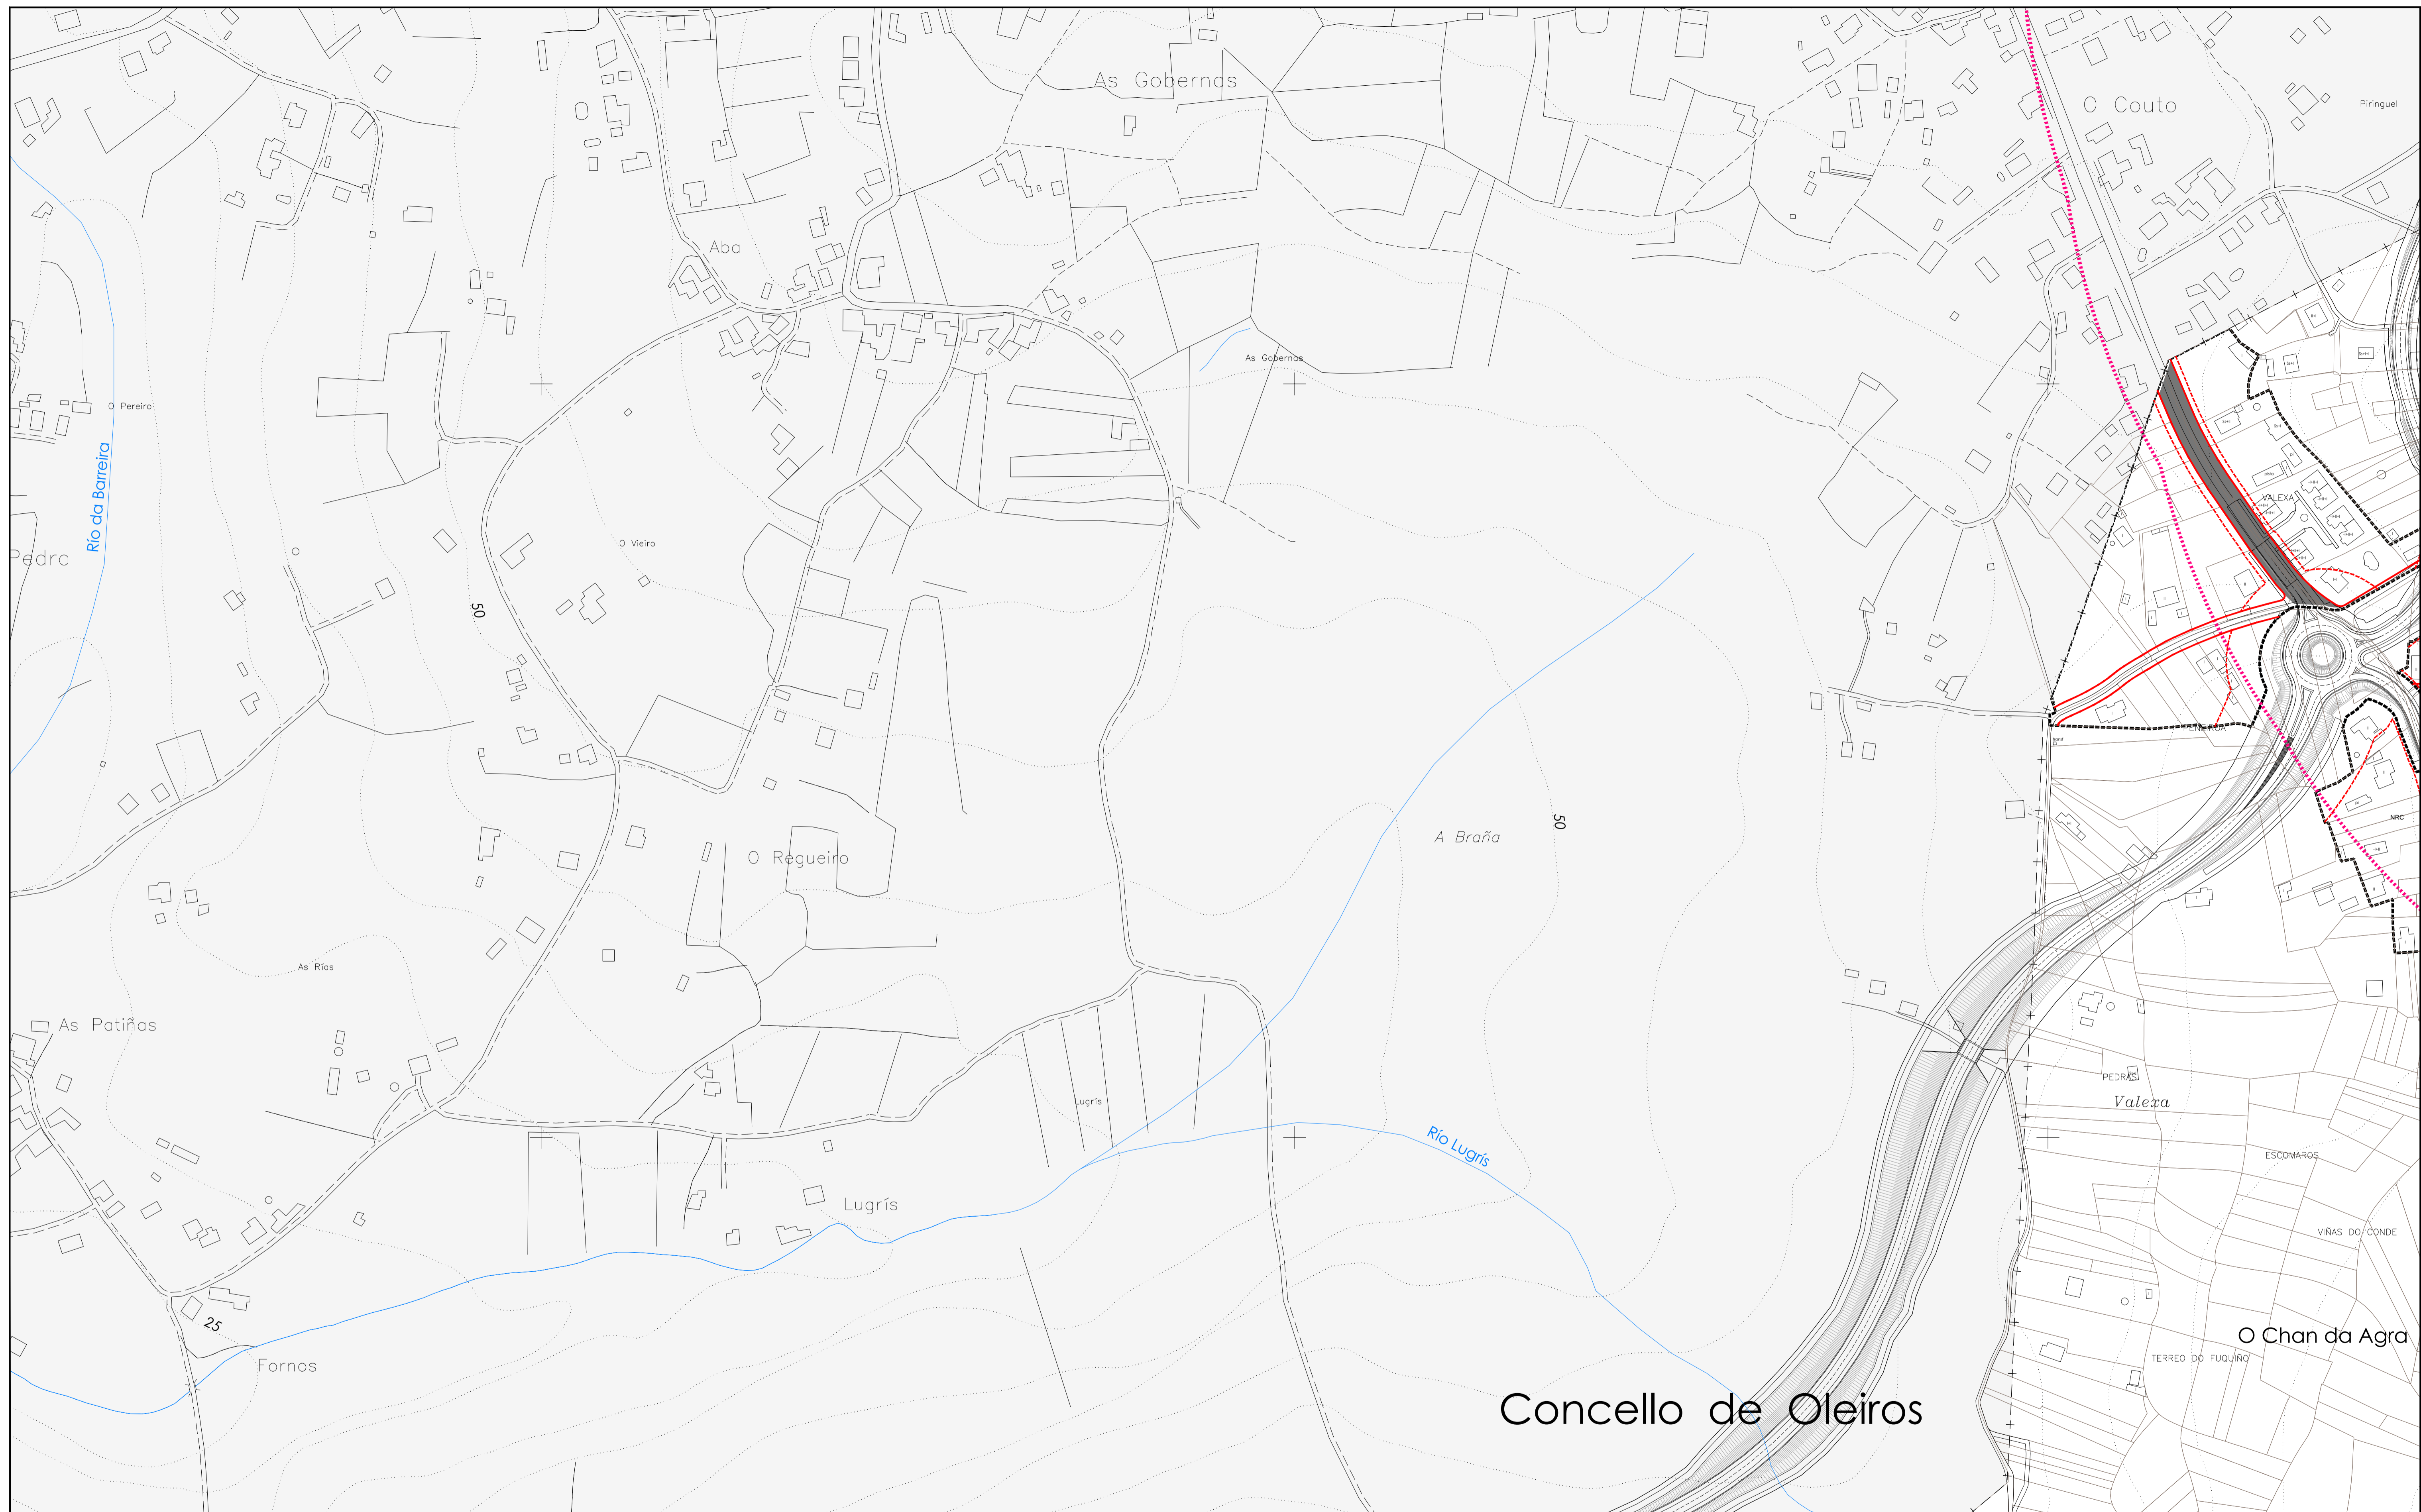 As Gobernas
O Couto
Piringuel
Aba
As Gobernas
O Pereiro
Río da Barreira
VALEXA
Pedra
O Vieiro
50
PENEIROA
50
A Braña
NRC
O Regueiro
As Rías
As Patiñas
PEDRAS
Valexa
Lugrís
Río Lugrís
ESCOMAROS
Lugrís
VIÑAS DO CONDE
25
O Chan da Agra
Fornos
TERREO DO FUQUIÑO
Concello de Oleiros